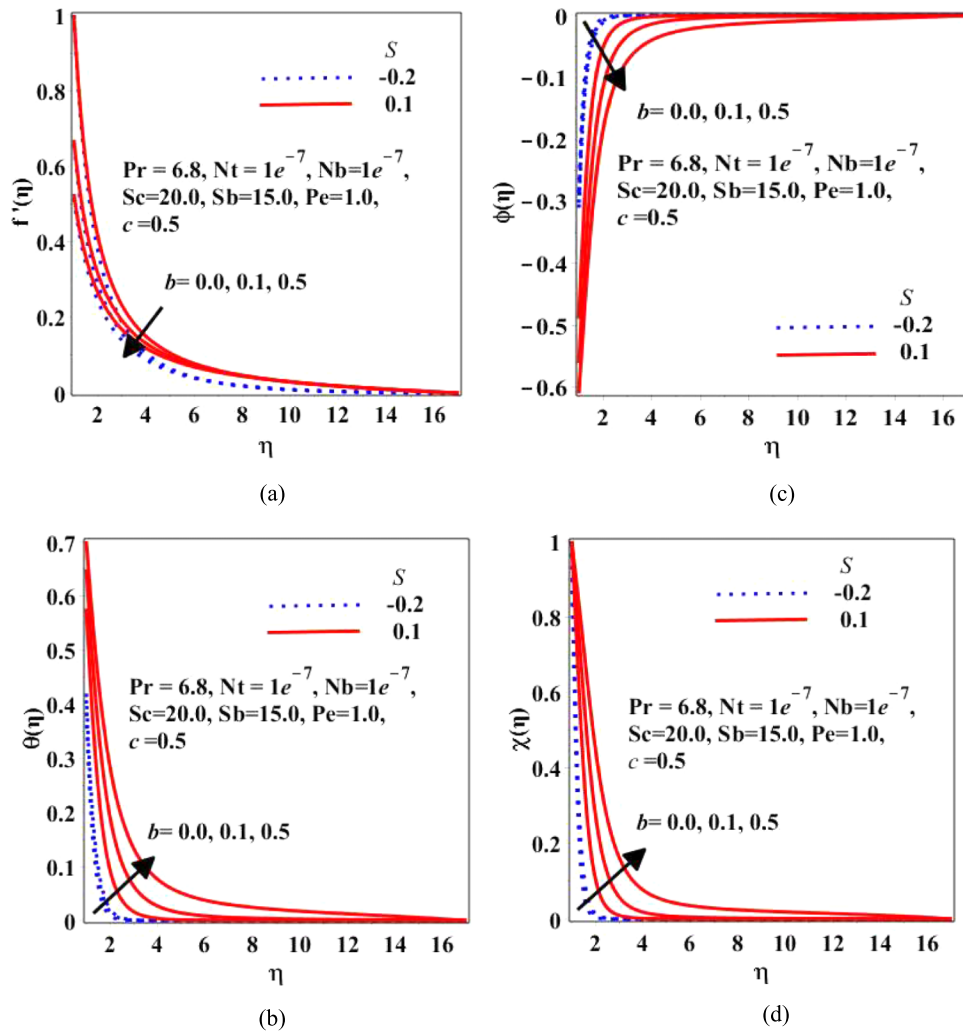 f '(η)
1
0.8
0.6
0.4
0.2
0
2 4 6 8 10 12 14 16
η
S
-0.2
0.1
Pr = 6.8, Nt = 1e⁻⁷, Nb=1e⁻⁷,
Sc=20.0, Sb=15.0, Pe=1.0,
c =0.5
b= 0.0, 0.1, 0.5
(a)
ϕ(η)
0
−0.1
−0.2
−0.3
−0.4
−0.5
−0.6
2 4 6 8 10 12 14 16
η
b= 0.0, 0.1, 0.5
Pr = 6.8, Nt = 1e⁻⁷, Nb=1e⁻⁷,
Sc=20.0, Sb=15.0, Pe=1.0,
c =0.5
S
-0.2
0.1
(c)
θ(η)
0.7
0.6
0.5
0.4
0.3
0.2
0.1
0
2 4 6 8 10 12 14 16
η
S
-0.2
0.1
Pr = 6.8, Nt = 1e⁻⁷, Nb=1e⁻⁷,
Sc=20.0, Sb=15.0, Pe=1.0,
c =0.5
b= 0.0, 0.1, 0.5
(b)
χ(η)
1
0.8
0.6
0.4
0.2
0
2 4 6 8 10 12 14 16
η
S
-0.2
0.1
Pr = 6.8, Nt = 1e⁻⁷, Nb=1e⁻⁷,
Sc=20.0, Sb=15.0, Pe=1.0,
c =0.5
b= 0.0, 0.1, 0.5
(d)